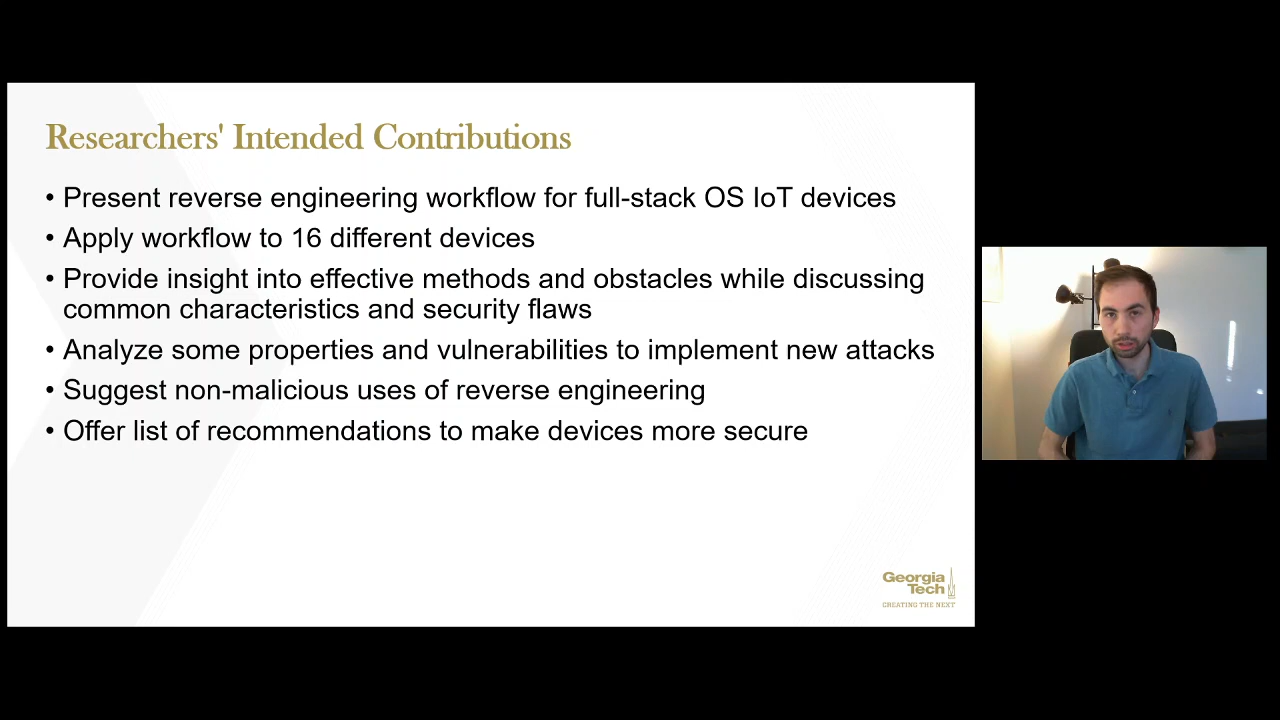 Researchers' Intended Contributions
• Present reverse engineering workflow for full-stack OS IoT devices
• Apply workflow to 16 different devices
• Provide insight into effective methods and obstacles while discussing
common characteristics and security flaws
• Analyze some properties and vulnerabilities to implement new attacks
• Suggest non-malicious uses of reverse engineering
• Offer list of recommendations to make devices more secure
Georgia
Tech
CREATING THE NEXT